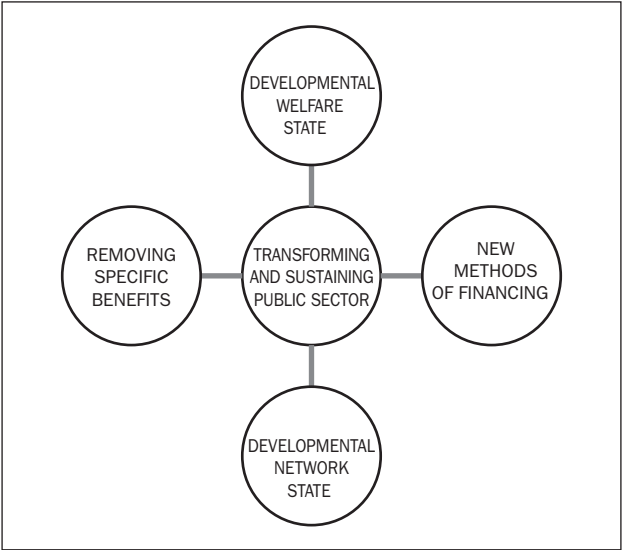 DEVELOPMENTAL
WELFARE
STATE
REMOVING
SPECIFIC
BENEFITS
TRANSFORMING
AND SUSTAINING
PUBLIC SECTOR
NEW
METHODS
OF FINANCING
DEVELOPMENTAL
NETWORK
STATE